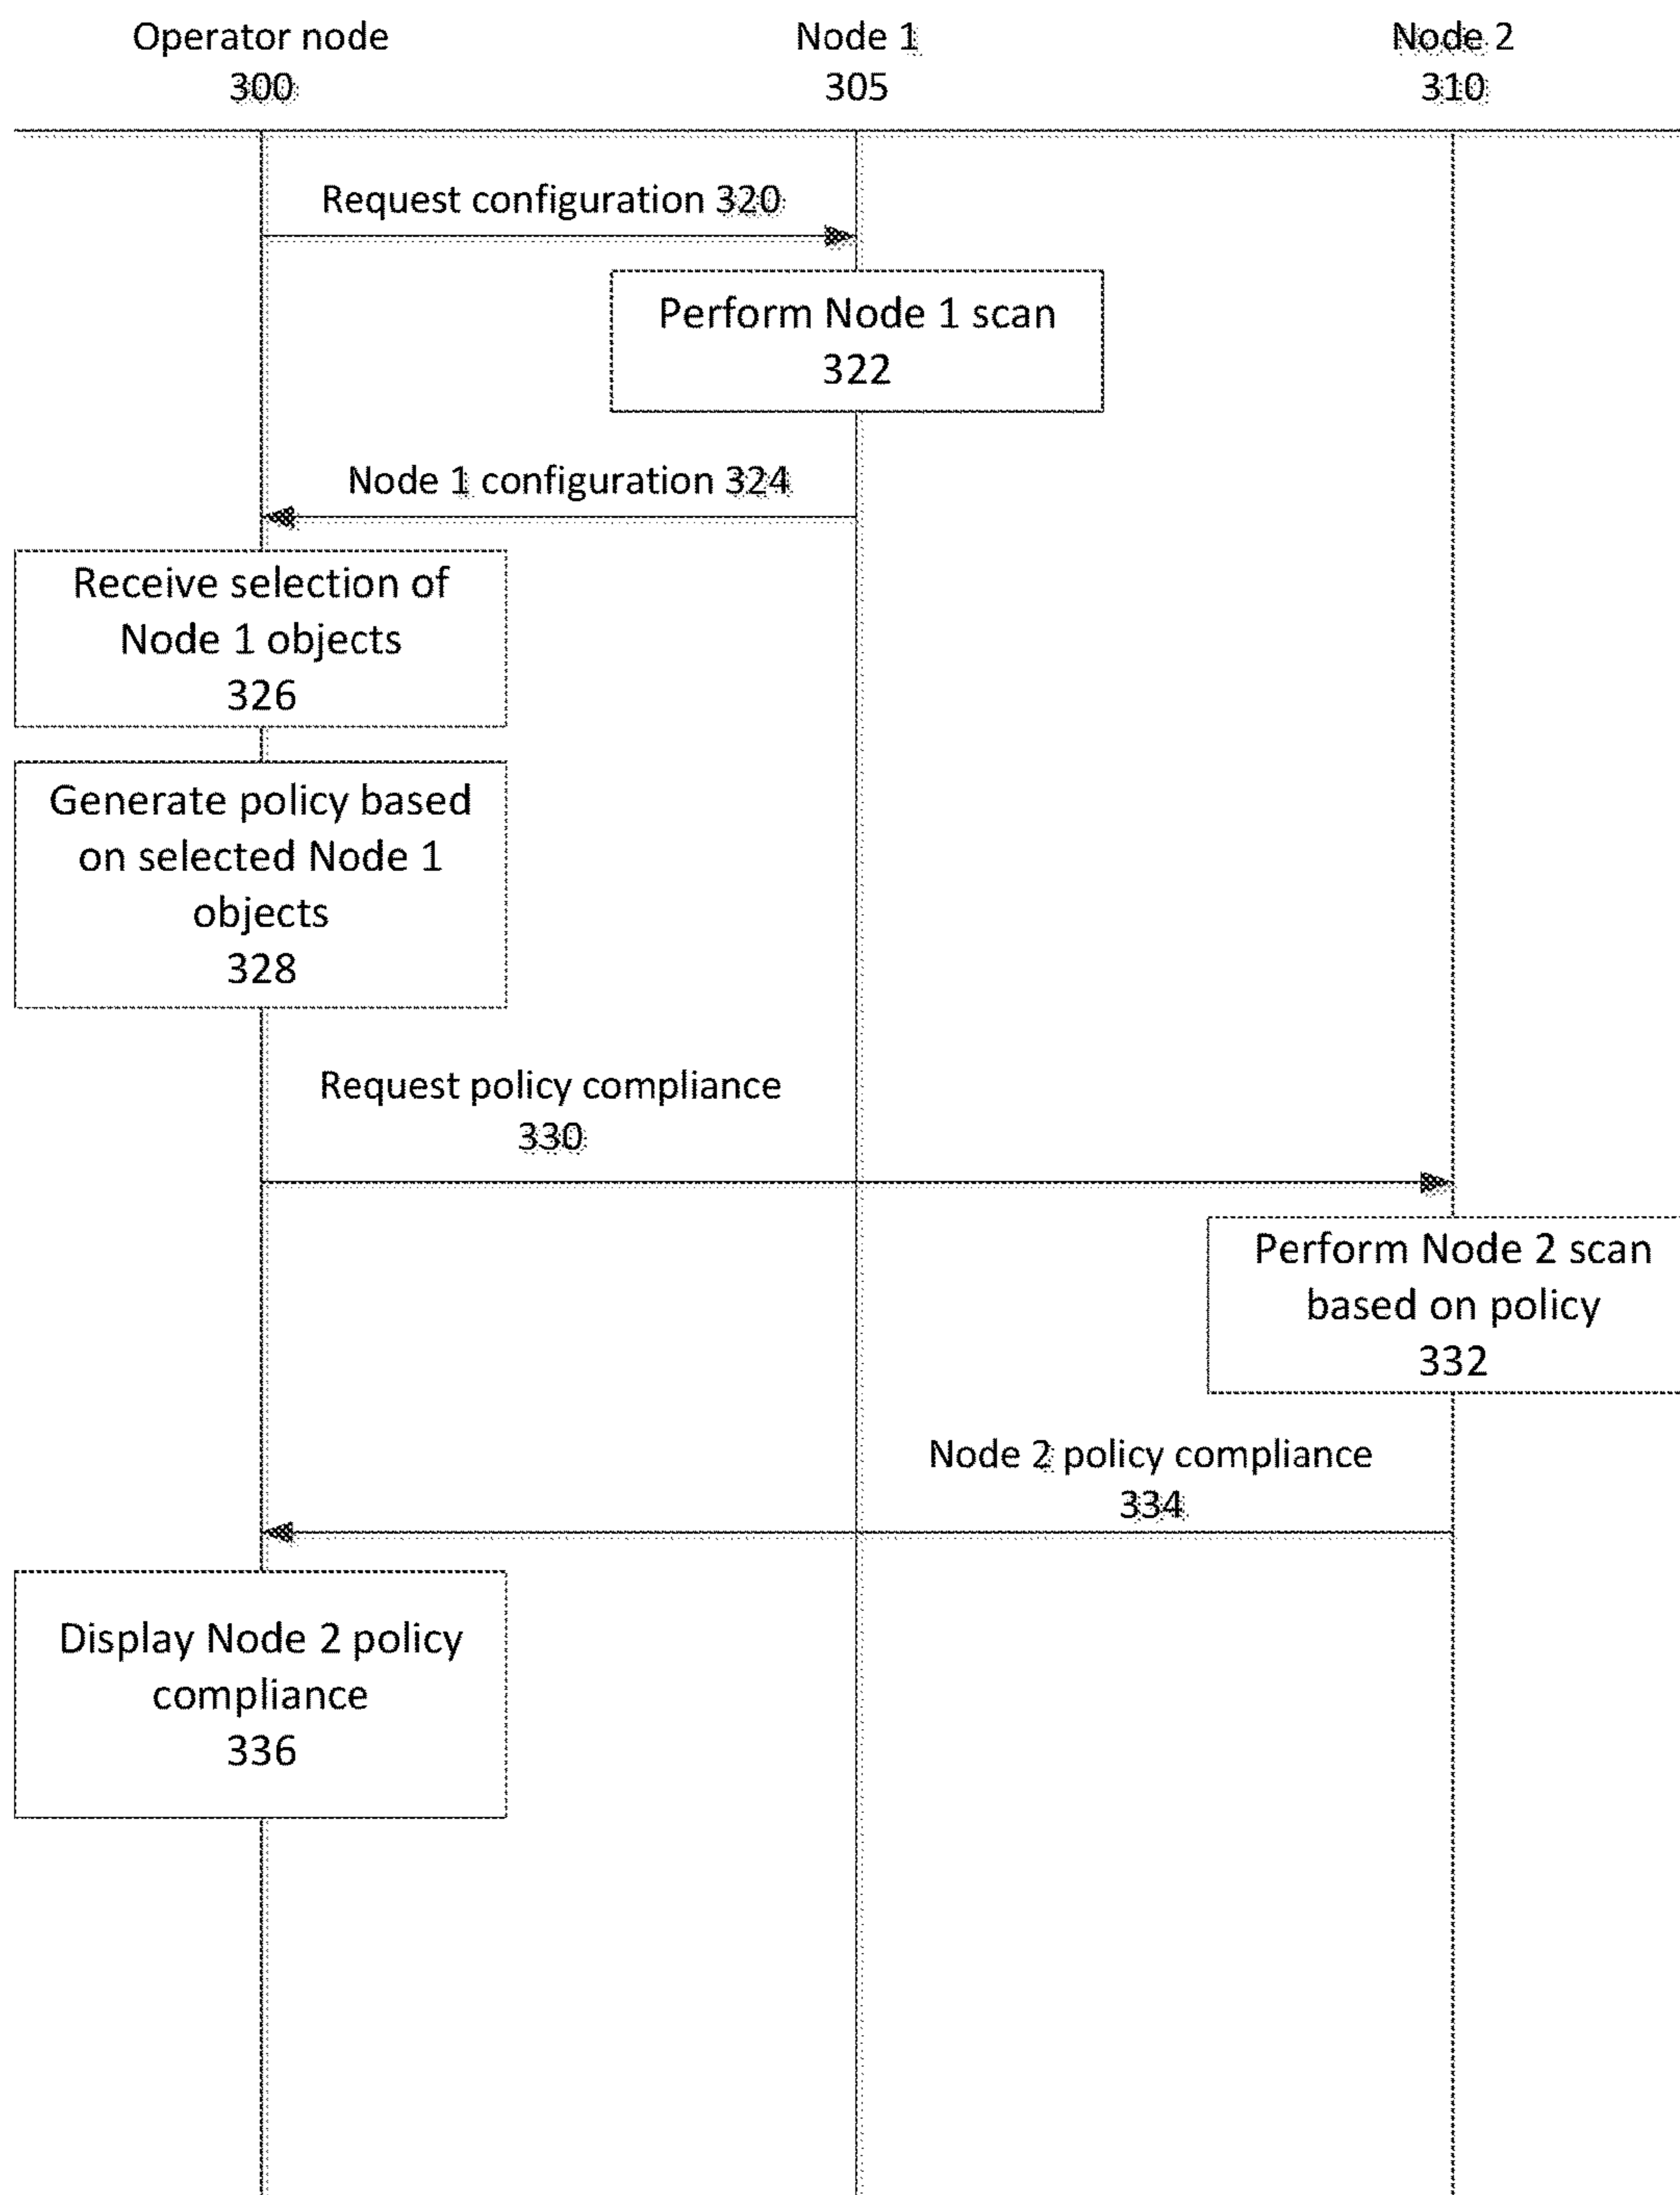 Operator node
300
Node 1
305
Node 2
310
Request configuration 320
Perform Node 1 scan
322
Node 1 configuration 324
Receive selection of
Node 1 objects
326
Generate policy based
on selected Node 1
objects
328
Request policy compliance
330
Perform Node 2 scan
based on policy
332
Node 2 policy compliance
334
Display Node 2 policy
compliance
336